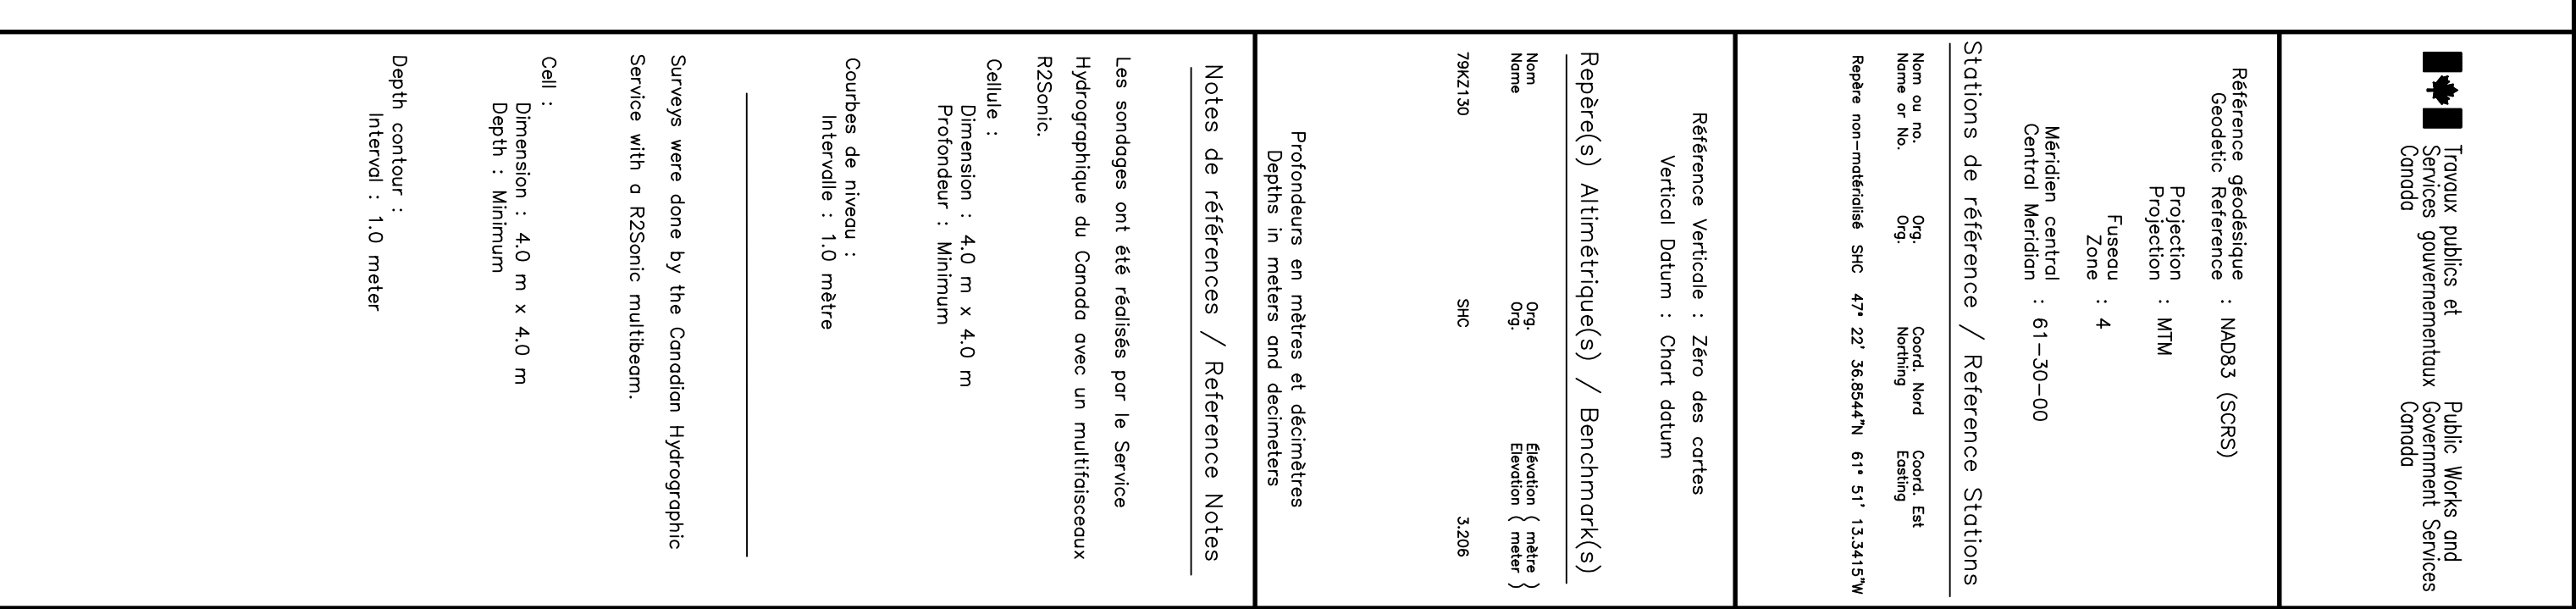 Travaux publics et
Services gouvernementaux
Canada
Public Works and
Government Services
Canada
Référence géodésique
Geodetic Reference : NAD83 (SCRS)
Projection
Projection : MTM
Fuseau
Zone : 4
Méridien central
Central Meridian : 61-30-00
Stations de référence / Reference Stations
Nom ou no. Org. Coord. Nord Coord. Est
Name or No. Org. Northing Easting
Repère non-matérialisé SHC 47° 22' 36.8544"N 61° 51' 13.3415"W
Référence Verticale : Zéro des cartes
Vertical Datum : Chart datum
Repère(s) Altimétrique(s) / Benchmark(s)
Nom Org. Élévation ( mètre )
Name Org. Elevation ( meter )
79KZ130 SHC 3.206
Profondeurs en mètres et décimètres
Depths in meters and decimeters
Notes de références / Reference Notes
Les sondages ont été réalisés par le Service
Hydrographique du Canada avec un multifaisceaux
R2Sonic.
Cellule :
Dimension : 4.0 m x 4.0 m
Profondeur : Minimum
Courbes de niveau :
Intervalle : 1.0 mètre
Surveys were done by the Canadian Hydrographic
Service with a R2Sonic multibeam.
Cell :
Dimension : 4.0 m x 4.0 m
Depth : Minimum
Depth contour :
Interval : 1.0 meter